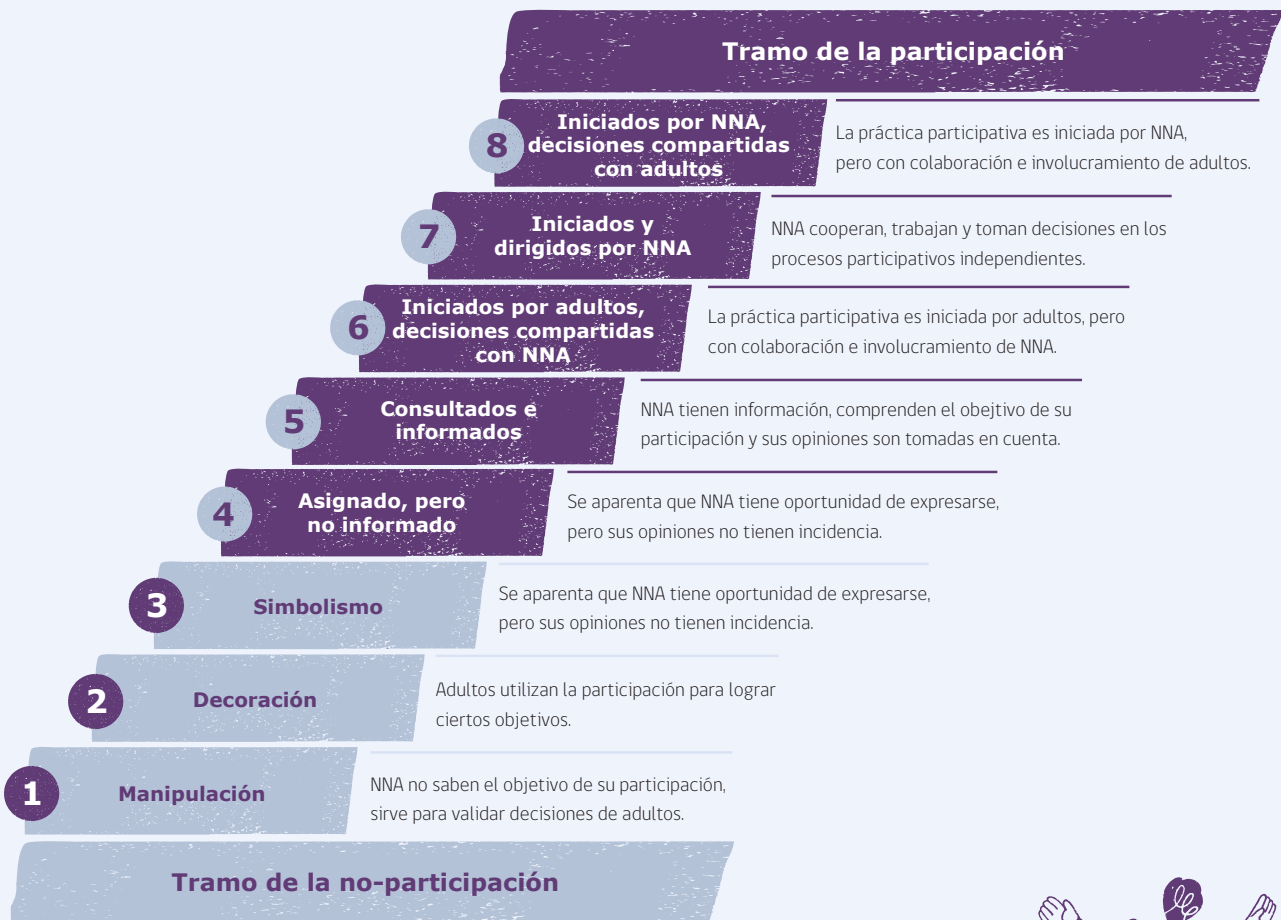 Tramo de la participación
8
Iniciados por NNA,
decisiones compartidas
con adultos
La práctica participativa es iniciada por NNA,
pero con colaboración e involucramiento de adultos.
7
Iniciados y
dirigidos por NNA
NNA cooperan, trabajan y toman decisiones en los
procesos participativos independientes.
6
Iniciados por adultos,
decisiones compartidas
con NNA
La práctica participativa es iniciada por adultos, pero
con colaboración e involucramiento de NNA.
5
Consultados e
informados
NNA tienen información, comprenden el obejtivo de su
participación y sus opiniones son tomadas en cuenta.
4
Asignado, pero
no informado
Se aparenta que NNA tiene oportunidad de expresarse,
pero sus opiniones no tienen incidencia.
3
Simbolismo
Se aparenta que NNA tiene oportunidad de expresarse,
pero sus opiniones no tienen incidencia.
2
Decoración
Adultos utilizan la participación para lograr
ciertos objetivos.
1
Manipulación
NNA no saben el objetivo de su participación,
sirve para validar decisiones de adultos.
Tramo de la no-participación